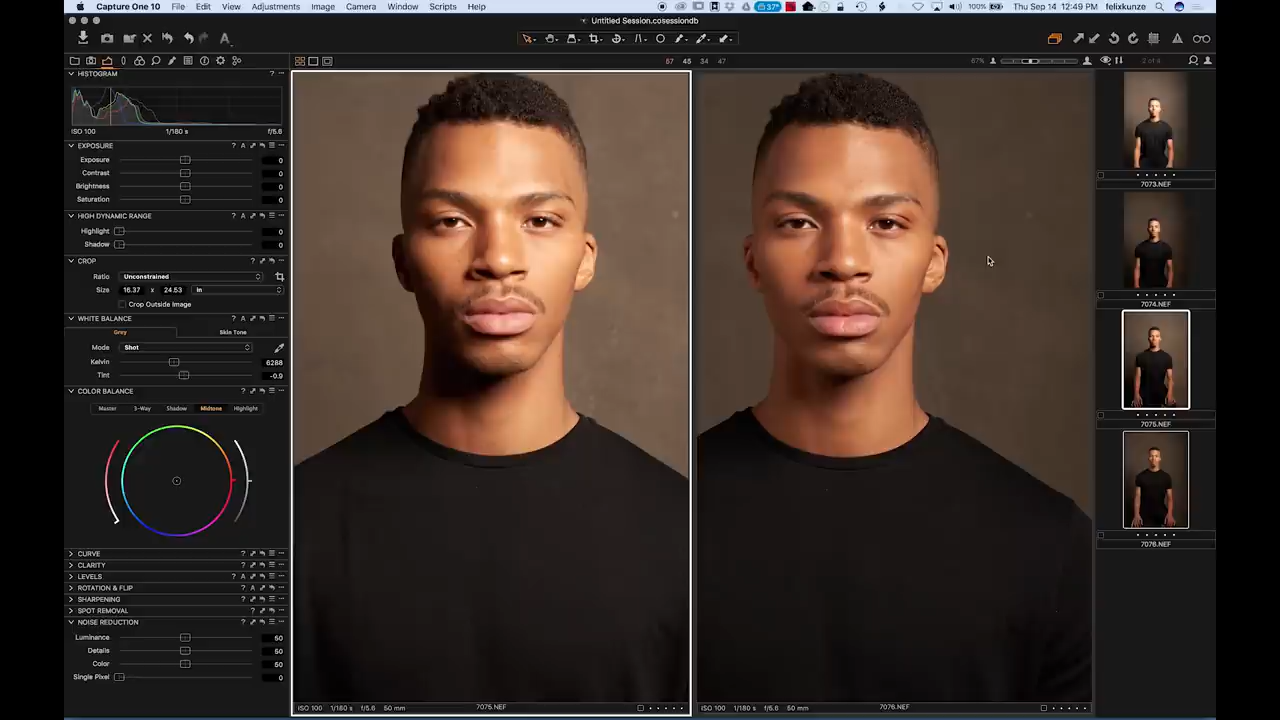 Capture One 10 File Edit View Adjustments Image Camera Window Scripts Help 37° 100% Thu Sep 14 12:49 PM felixkunze
Untitled Session.cosessiondb
HISTOGRAM ?
57 45 34 47 67% 2 of 4
ISO 100 1/180 s f/5.6
EXPOSURE ? A
Exposure 0
Contrast 0
Brightness 0
Saturation 0
HIGH DYNAMIC RANGE ? A
Highlight 0
Shadow 0
CROP ?
Ratio Unconstrained
Size 16.37 x 24.53 in
Crop Outside Image
WHITE BALANCE ? A
Grey Skin Tone
Mode Shot
Kelvin 6288
Tint -0.9
COLOR BALANCE ?
Master 3-Way Shadow Midtone Highlight
CURVE ?
CLARITY ?
LEVELS ? A
ROTATION & FLIP ? A
SHARPENING ?
SPOT REMOVAL ?
NOISE REDUCTION ?
Luminance 50
Details 50
Color 50
Single Pixel 0
ISO 100 1/180 s f/5.6 50 mm 7075.NEF
ISO 100 1/180 s f/5.6 50 mm 7076.NEF
7073.NEF
7074.NEF
7075.NEF
7076.NEF